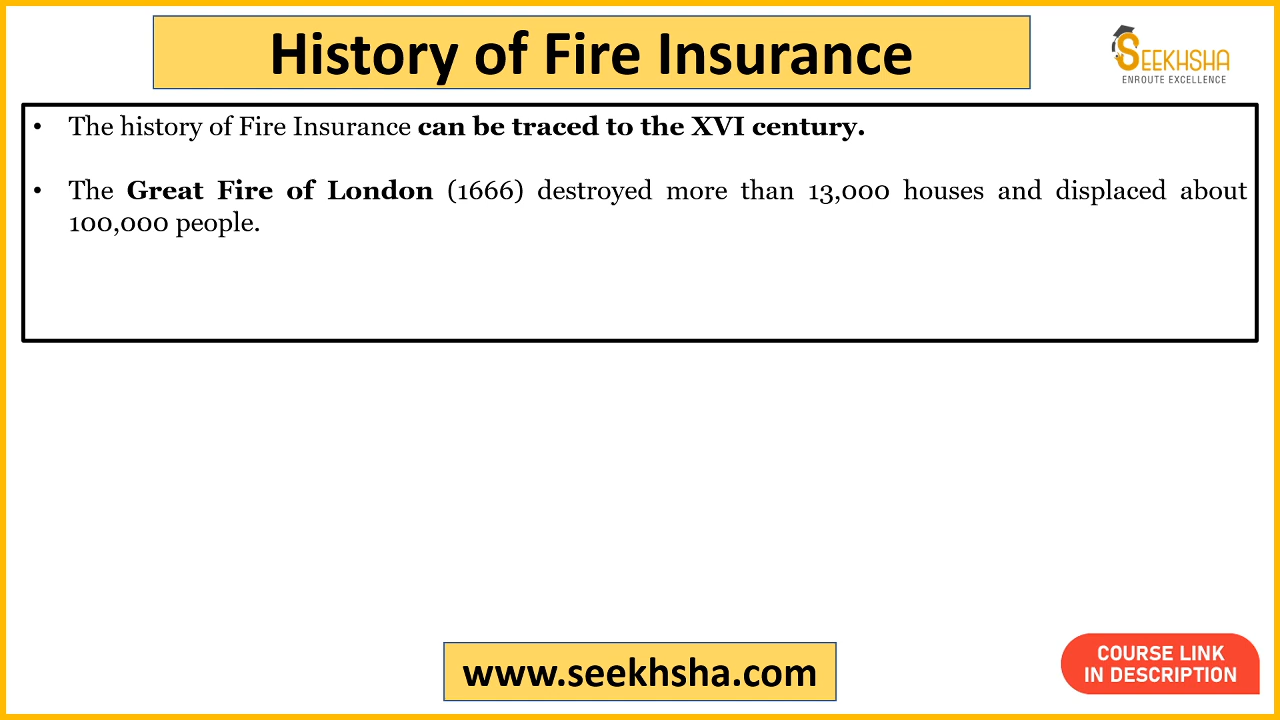 History of Fire Insurance
SEEKHSHA
ENROUTE EXCELLENCE
• The history of Fire Insurance can be traced to the XVI century.
• The Great Fire of London (1666) destroyed more than 13,000 houses and displaced about
100,000 people.
www.seekhsha.com
COURSE LINK
IN DESCRIPTION